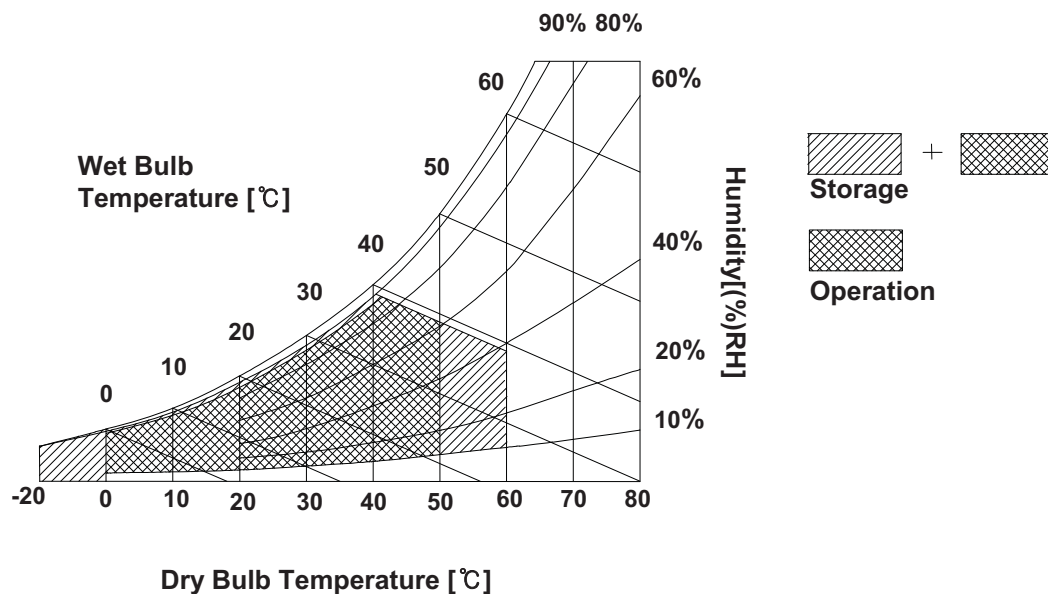 90% 80%
60
60%
50
Wet Bulb
Temperature [℃]
Humidity[(%)RH]
+
Storage
40
40%
30
Operation
20
20%
10
10%
0
-20 0 10 20 30 40 50 60 70 80
Dry Bulb Temperature [℃]